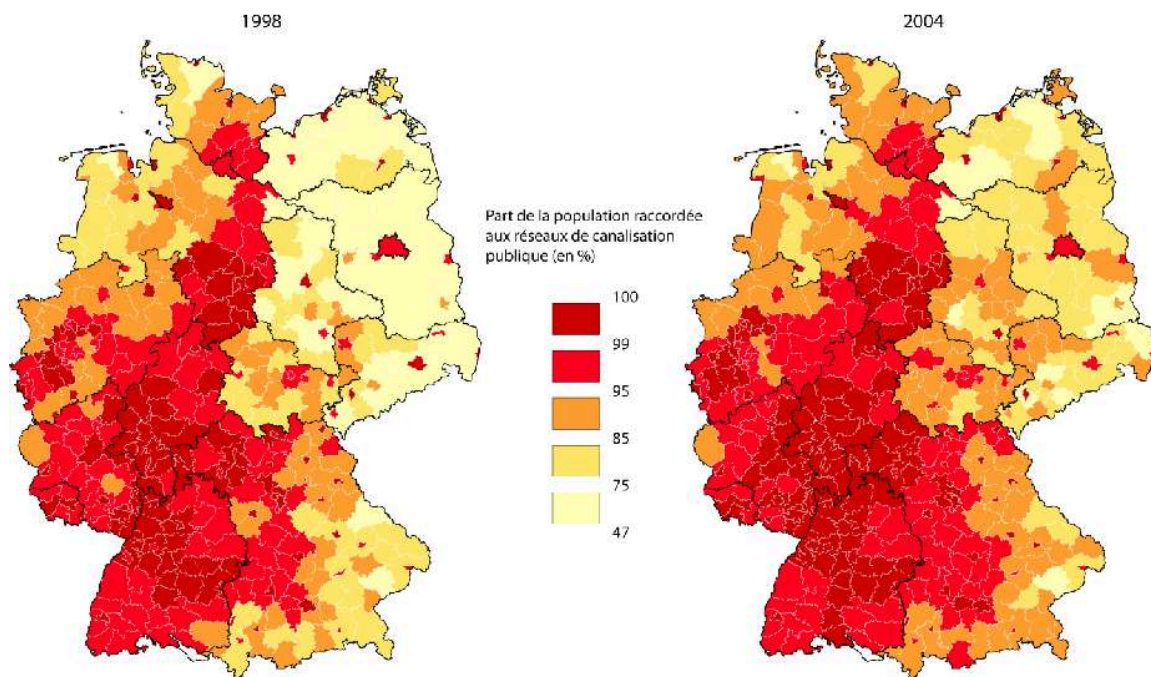 1998
2004
Part de la population raccordée
aux réseaux de canalisation
publique (en %)
100
99
95
85
75
47